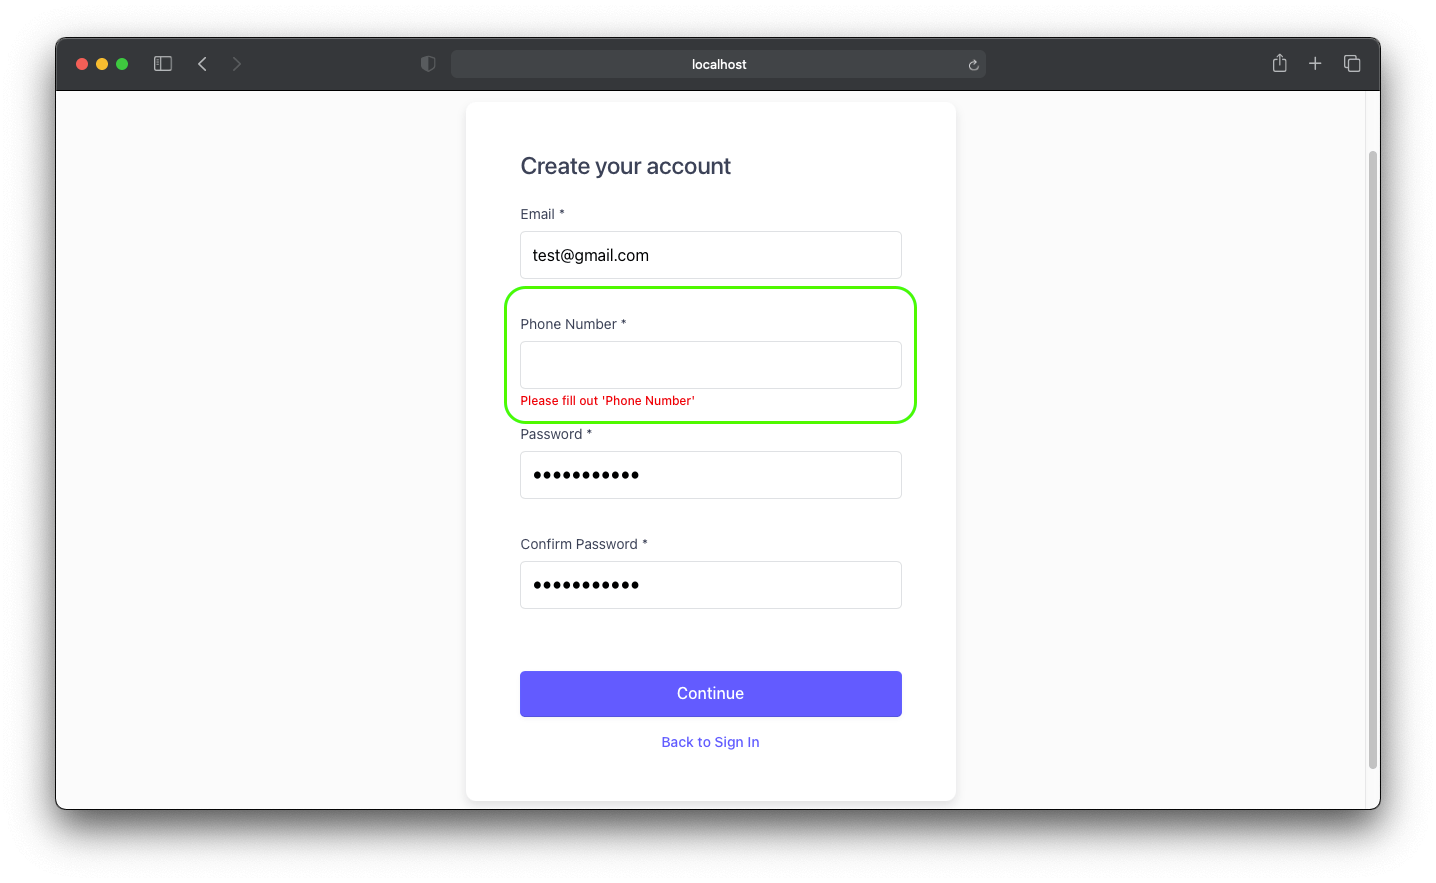 localhost
Create your account
Email *
test@gmail.com
Phone Number *
Please fill out 'Phone Number'
Password *
Confirm Password *
Continue
Back to Sign In